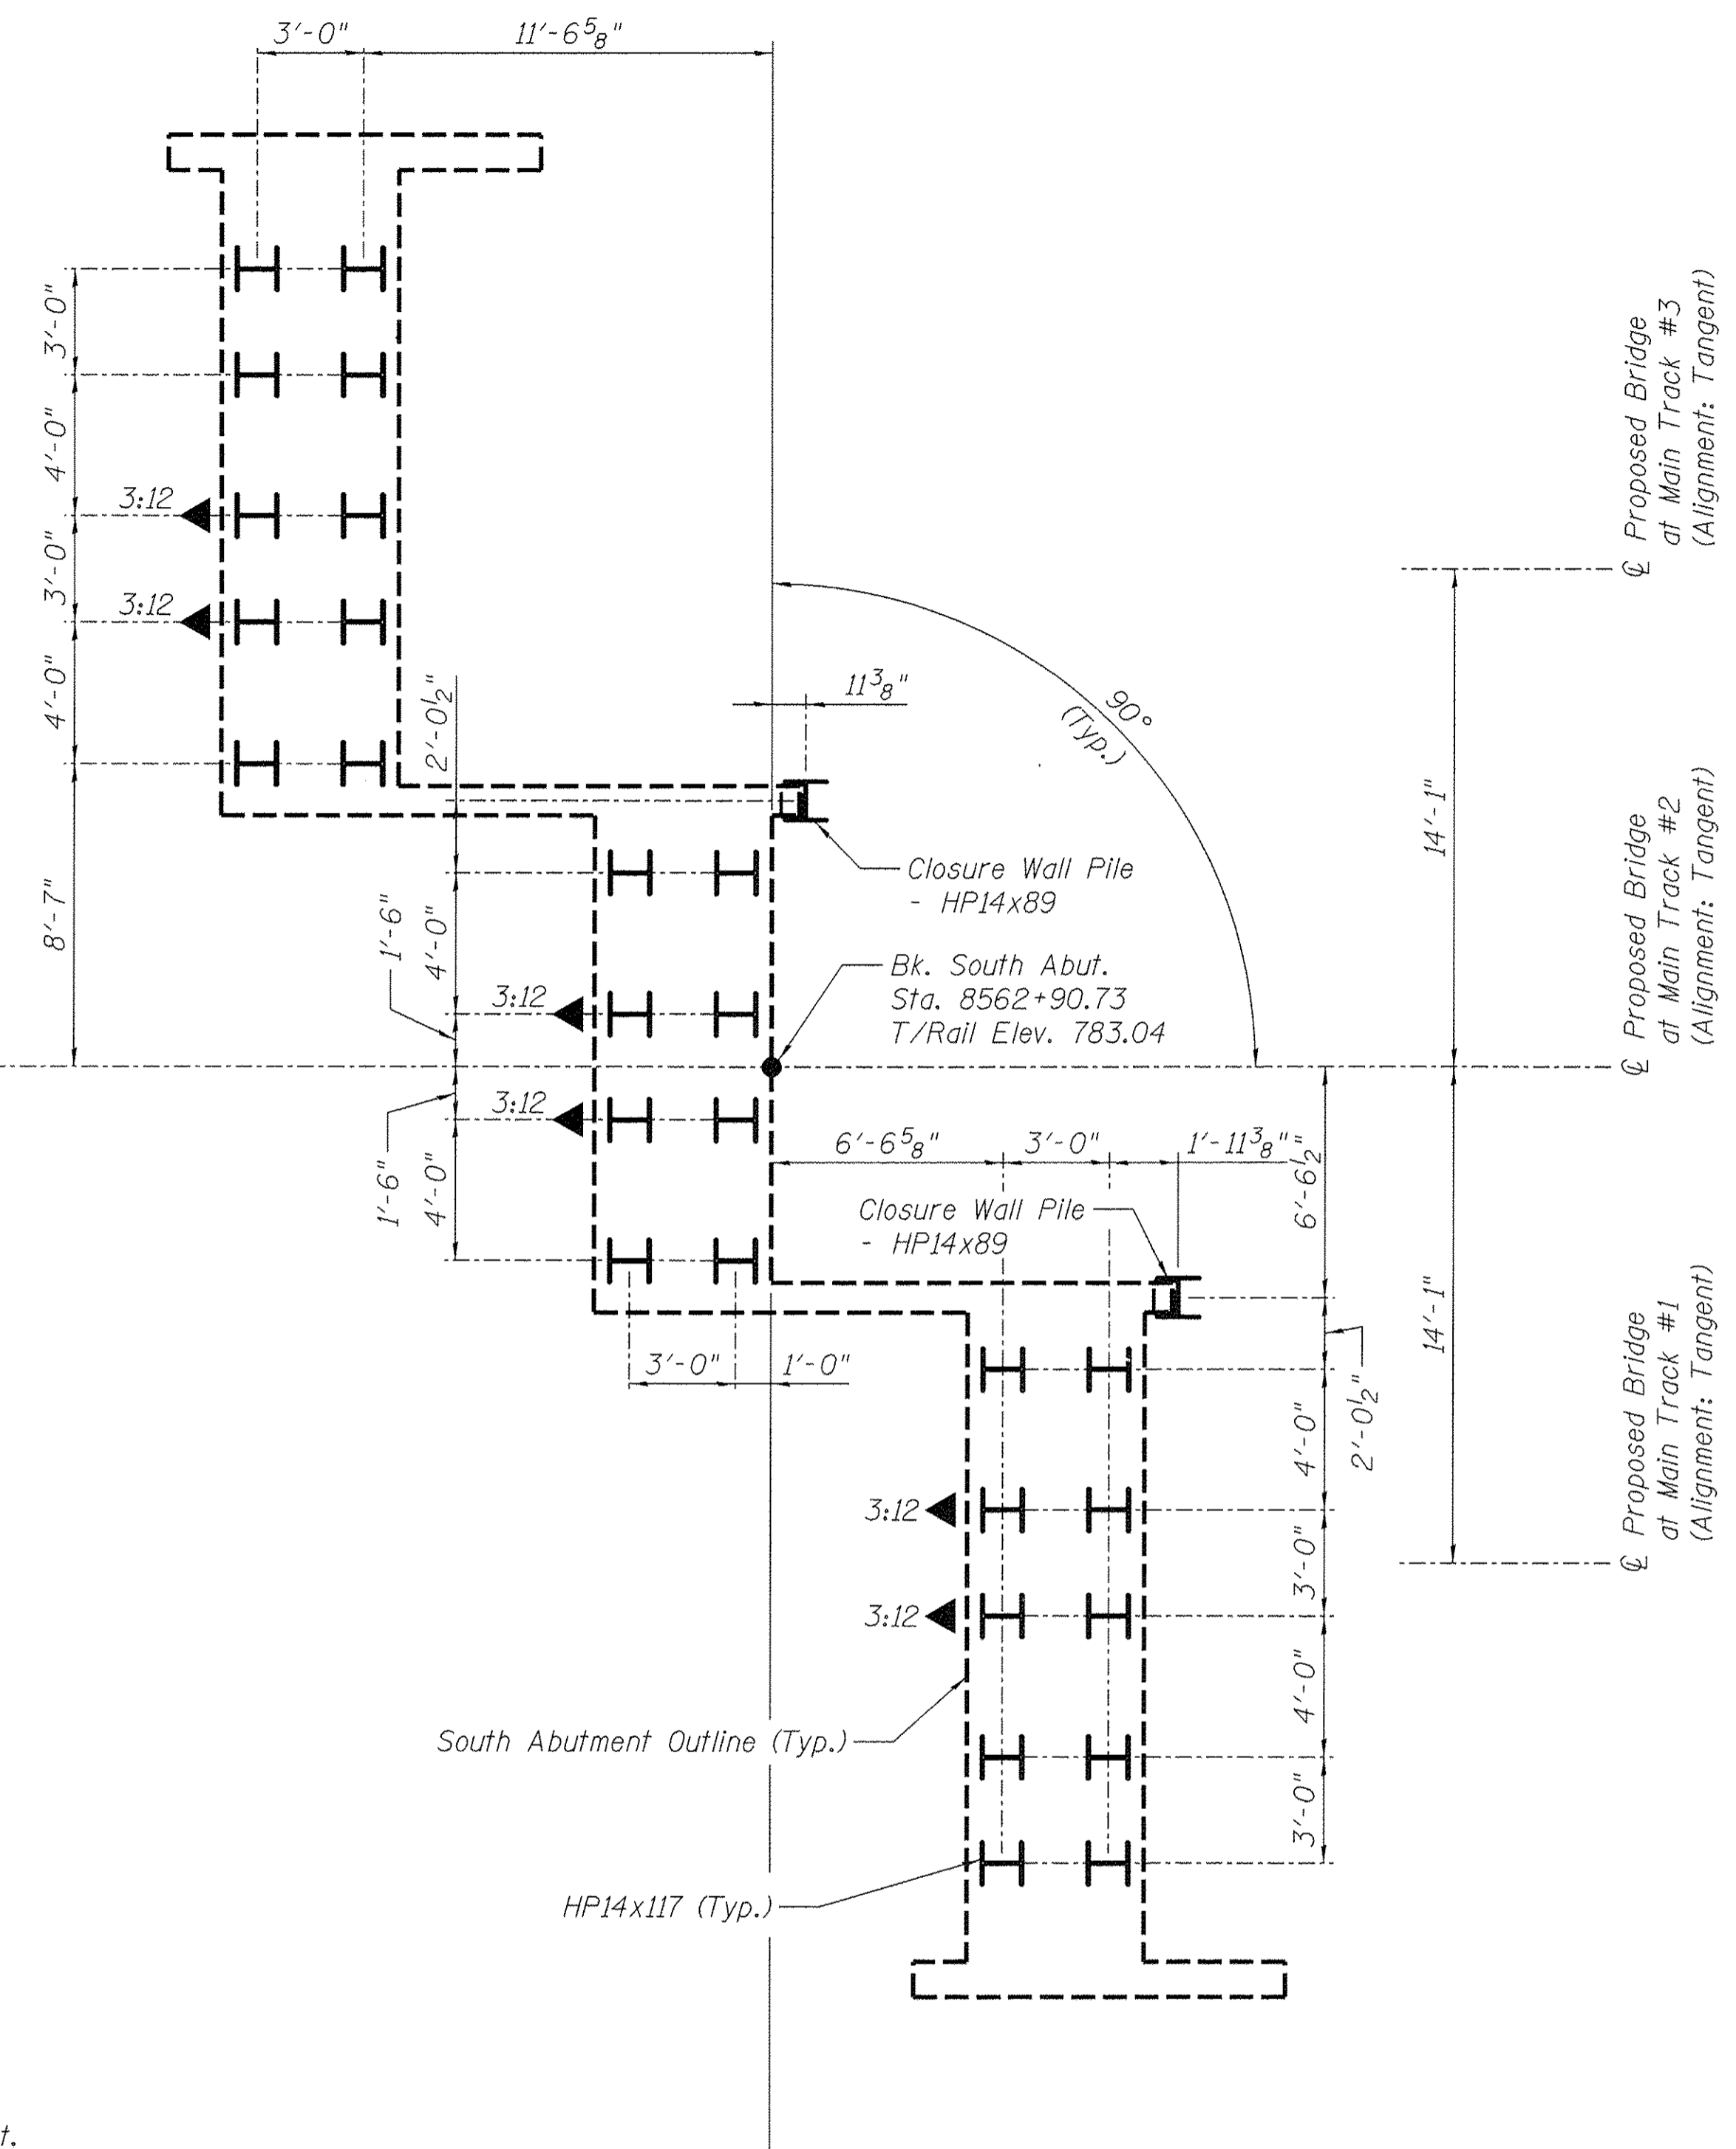 3'-0"
11'-6 5/8"
3'-0"
4'-0"
3:12
3'-0"
3:12
4'-0"
8'-7"
2'-0 1/2"
11 3/8"
90°
(Typ.)
Closure Wall Pile
- HP14x89
1'-6"
4'-0"
3:12
Bk. South Abut.
Sta. 8562+90.73
T/Rail Elev. 783.04
3:12
1'-6"
4'-0"
6'-6 5/8"
3'-0"
1'-11 3/8"
6'-6 1/2"
Closure Wall Pile
- HP14x89
3'-0"
1'-0"
2'-0 1/2"
4'-0"
3:12
3'-0"
3:12
4'-0"
3'-0"
South Abutment Outline (Typ.)
HP14x117 (Typ.)
14'-1"
14'-1"
℄ Proposed Bridge
at Main Track #3
(Alignment: Tangent)
℄ Proposed Bridge
at Main Track #2
(Alignment: Tangent)
℄ Proposed Bridge
at Main Track #1
(Alignment: Tangent)
t.